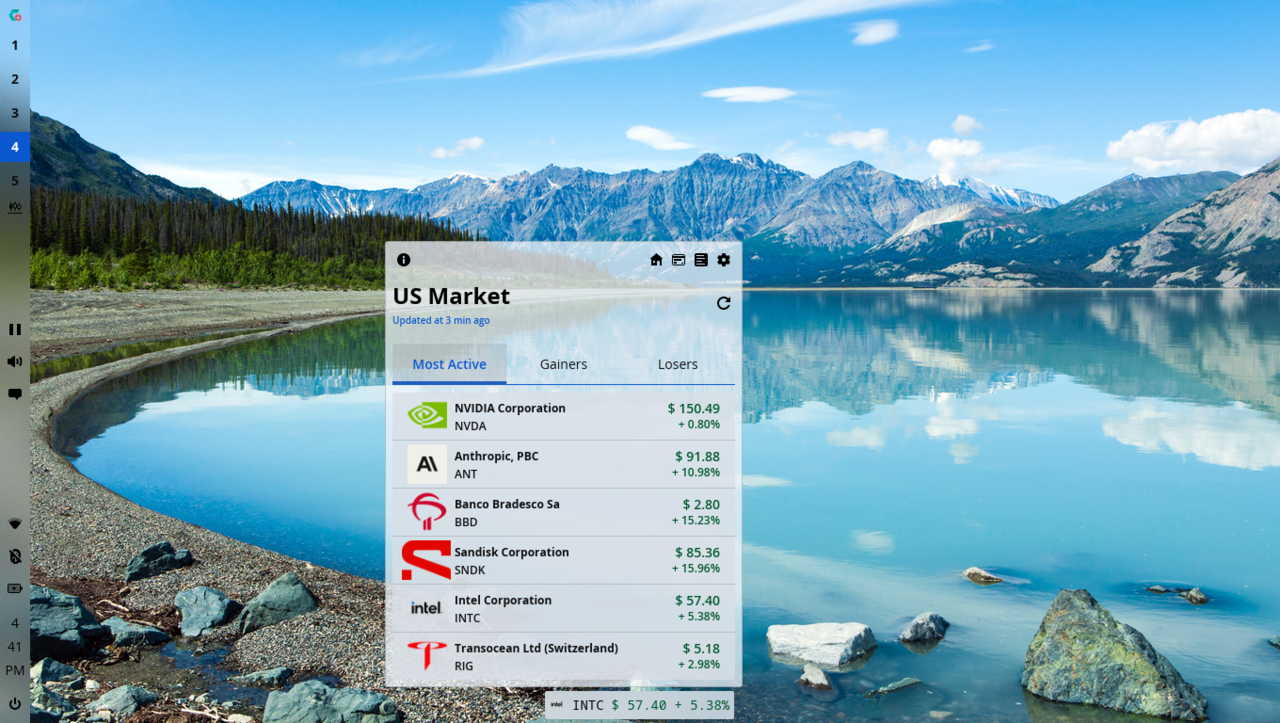 1
2
3
4
5
US Market
Updated at 3 min ago
Most Active Gainers Losers
NVIDIA Corporation $ 150.49
NVDA + 0.80%
Anthropic, PBC $ 91.88
ANT + 10.98%
Banco Bradesco Sa $ 2.80
BBD + 15.23%
Sandisk Corporation $ 85.36
SNDK + 15.96%
intel Intel Corporation $ 57.40
INTC + 5.38%
Transocean Ltd (Switzerland) $ 5.18
RIG + 2.98%
4
41
PM
intel INTC $ 57.40 + 5.38%